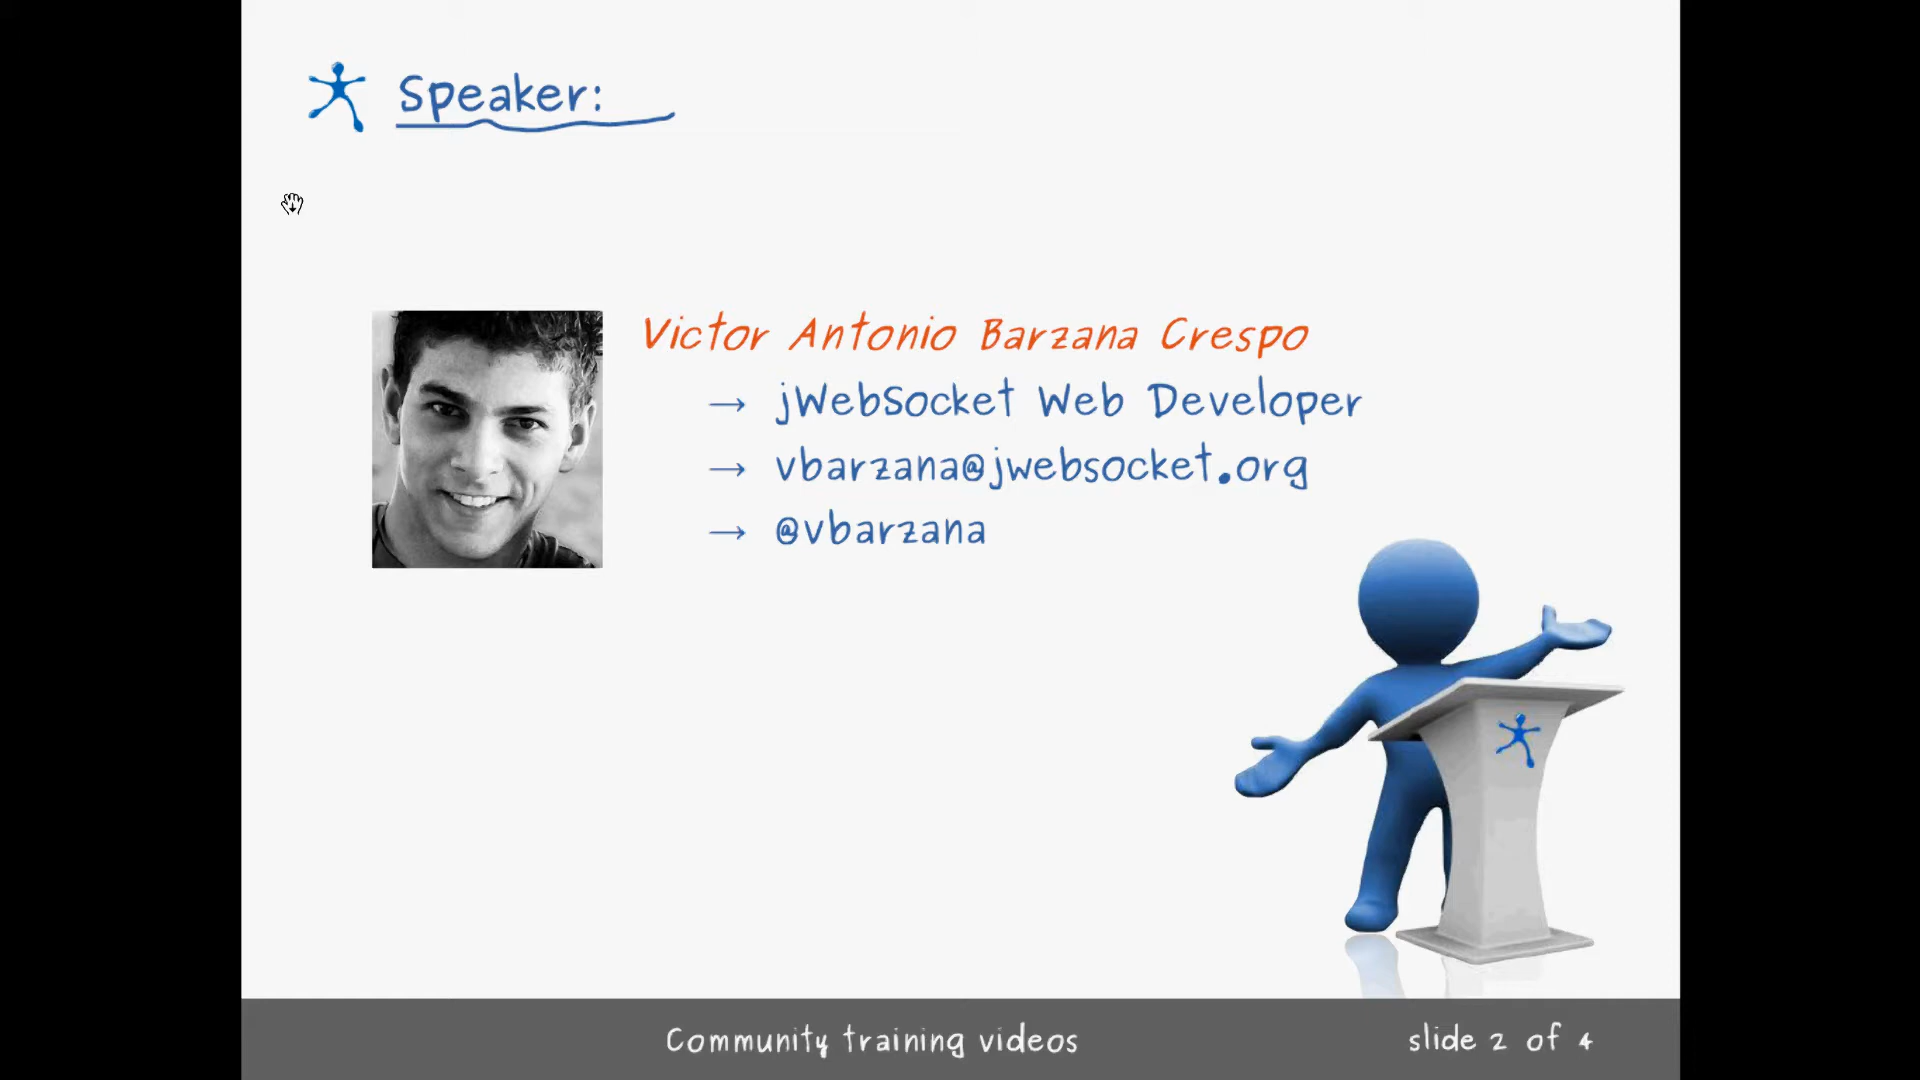 Speaker:
Victor Antonio Barzana Crespo
→ jWebSocket Web Developer
→ vbarzana@jwebsocket.org
→ @vbarzana
Community training videos
slide 2 of 4